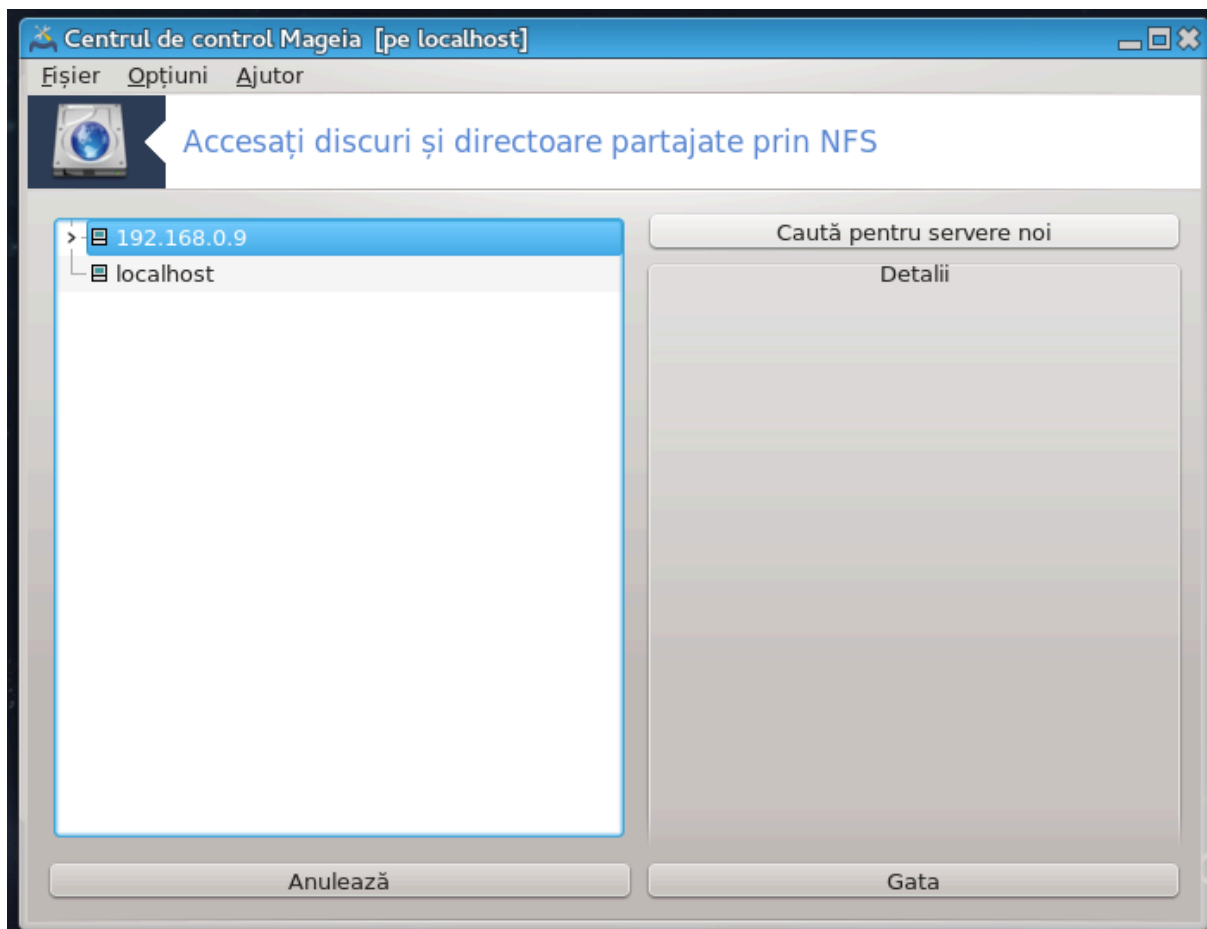 Centrul de control Mageia [pe localhost]
Fișier Opțiuni Ajutor
Accesați discuri și directoare partajate prin NFS
192.168.0.9
localhost
Caută pentru servere noi
Detalii
Anulează
Gata